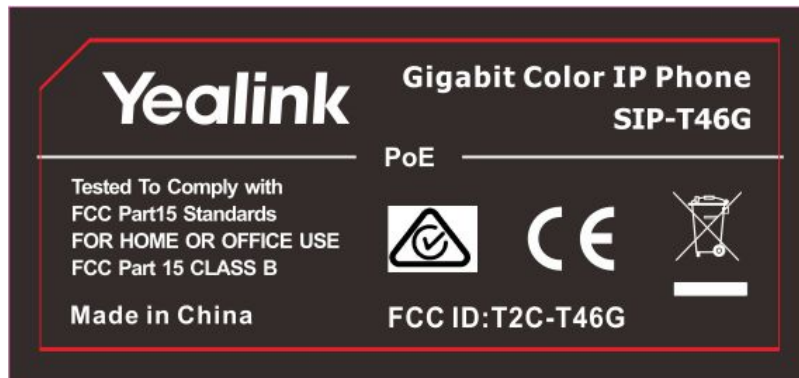 Yealink
Gigabit Color IP Phone
SIP-T46G
PoE
Tested To Comply with
FCC Part15 Standards
FOR HOME OR OFFICE USE
FCC Part 15 CLASS B
CE
Made in China
FCC ID:T2C-T46G